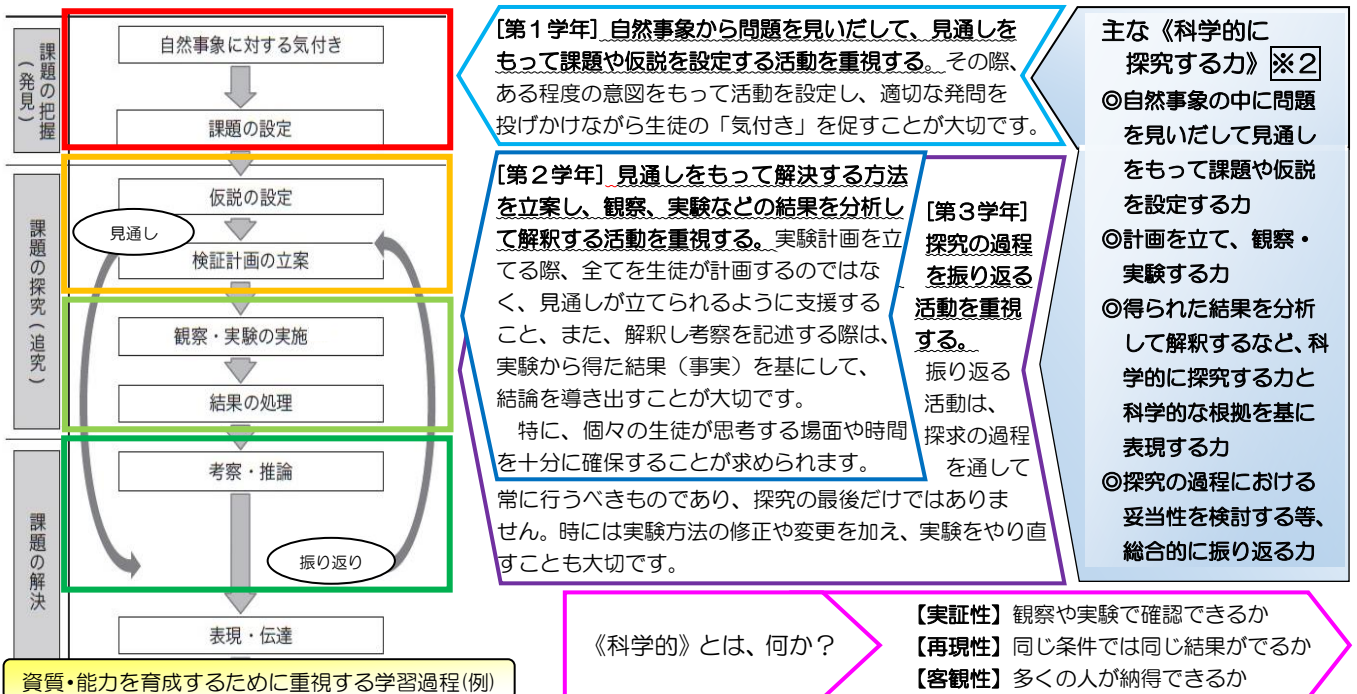 課題の把握
(発見)
自然事象に対する気付き
課題の設定
課題の探究(追究)
仮説の設定
見通し
検証計画の立案
観察・実験の実施
結果の処理
課題の解決
考察・推論
振り返り
表現・伝達
資質・能力を育成するために重視する学習過程(例)
[第1学年] 自然事象から問題を見いだして、見通しを
もって課題や仮説を設定する活動を重視する。その際、
ある程度の意図をもって活動を設定し、適切な発問を
投げかけながら生徒の「気付き」を促すことが大切です。
[第2学年] 見通しをもって解決する方法
を立案し、観察、実験などの結果を分析し
て解釈する活動を重視する。実験計画を立
てる際、全てを生徒が計画するのではな
く、見通しが立てられるように支援する
こと、また、解釈し考察を記述する際は、
実験から得た結果（事実）を基にして、
結論を導き出すことが大切です。
特に、個々の生徒が思考する場面や時間
を十分に確保することが求められます。
[第3学年]
探究の過程
を振り返る
活動を重視
する。
振り返る
活動は、
探求の過程
を通して
常に行うべきものであり、探究の最後だけではありま
せん。時には実験方法の修正や変更を加え、実験をやり直
すことも大切です。
主な《科学的に
探究する力》※2
◎自然事象の中に問題
を見いだして見通し
をもって課題や仮説
を設定する力
◎計画を立て、観察・
実験する力
◎得られた結果を分析
して解釈するなど、科
学的に探究する力と
科学的な根拠を基に
表現する力
◎探究の過程における
妥当性を検討する等、
総合的に振り返る力
《科学的》とは、何か？
【実証性】観察や実験で確認できるか
【再現性】同じ条件では同じ結果がでるか
【客観性】多くの人が納得できるか